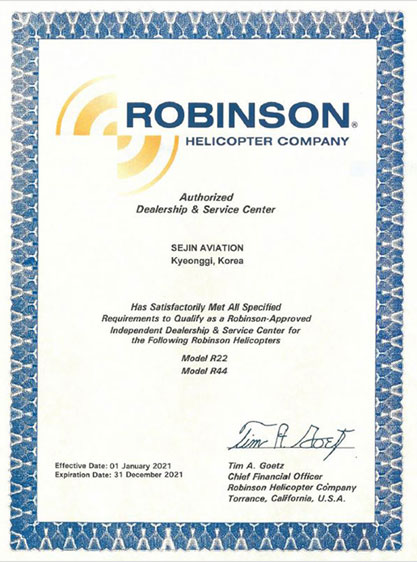 ROBINSON®
HELICOPTER COMPANY
Authorized
Dealership & Service Center
SEJIN AVIATION
Kyeonggi, Korea
Has Satisfactorily Met All Specified
Requirements to Qualify as a Robinson-Approved
Independent Dealership & Service Center for
the Following Robinson Helicopters
Model R22
Model R44
Tim A Goetz
Effective Date: 01 January 2021
Expiration Date: 31 December 2021
Tim A. Goetz
Chief Financial Officer
Robinson Helicopter Company
Torrance, California, U.S.A.